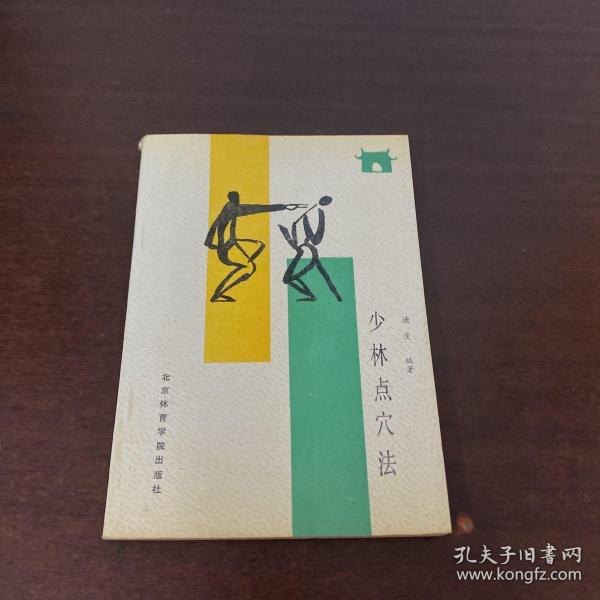 少林点穴法
德虔 编著
北京体育学院出版社
孔夫子旧书网
www.kongfz.com